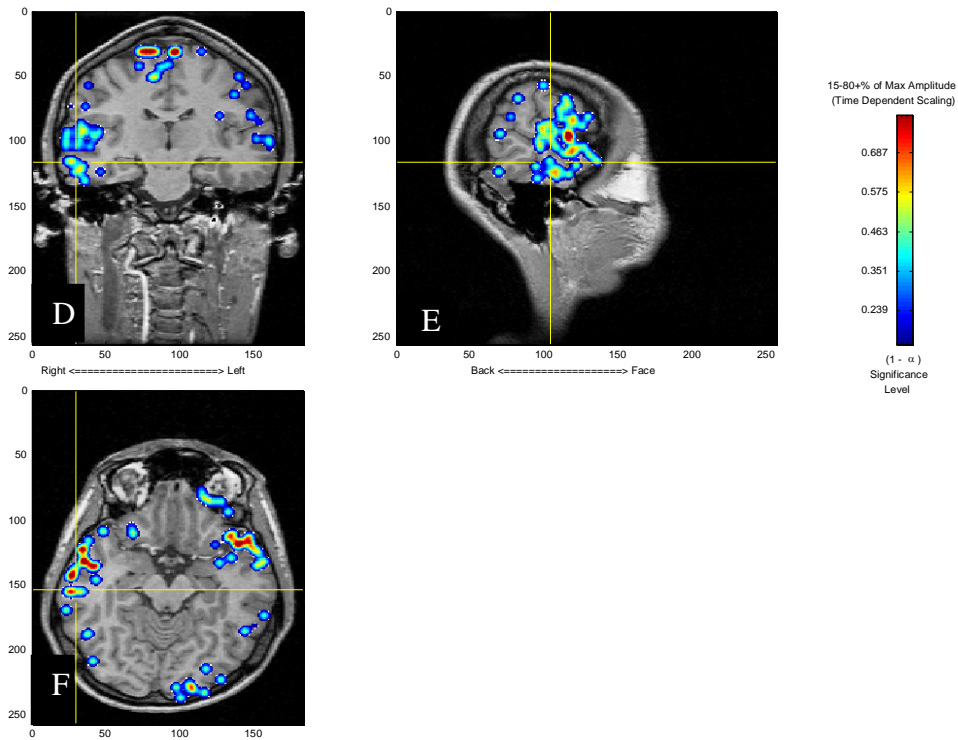 0
50
100
150
200
250
D
0 50 100 150
Right <=======================> Left
0
50
100
150
200
250
E
0 50 100 150 200 250
Back <===================> Face
15-80+% of Max Amplitude
(Time Dependent Scaling)
0.687
0.575
0.463
0.351
0.239
(1 - α )
Significance
Level
0
50
100
150
200
250
F
0 50 100 150